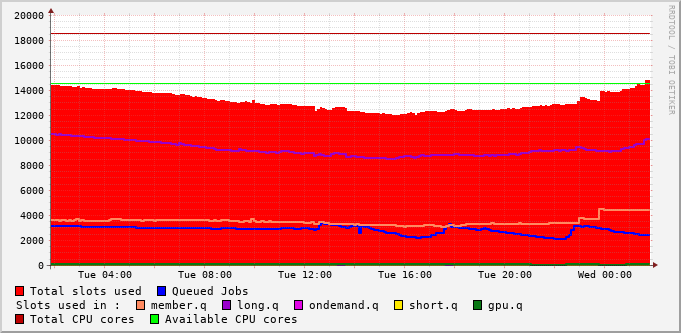 RRDTOOL / TOBI OETIKER
20000
18000
16000
14000
12000
10000
8000
6000
4000
2000
0
Tue 04:00 Tue 08:00 Tue 12:00 Tue 16:00 Tue 20:00 Wed 00:00
Total slots used Queued Jobs
Slots used in : member.q long.q ondemand.q short.q gpu.q
Total CPU cores Available CPU cores